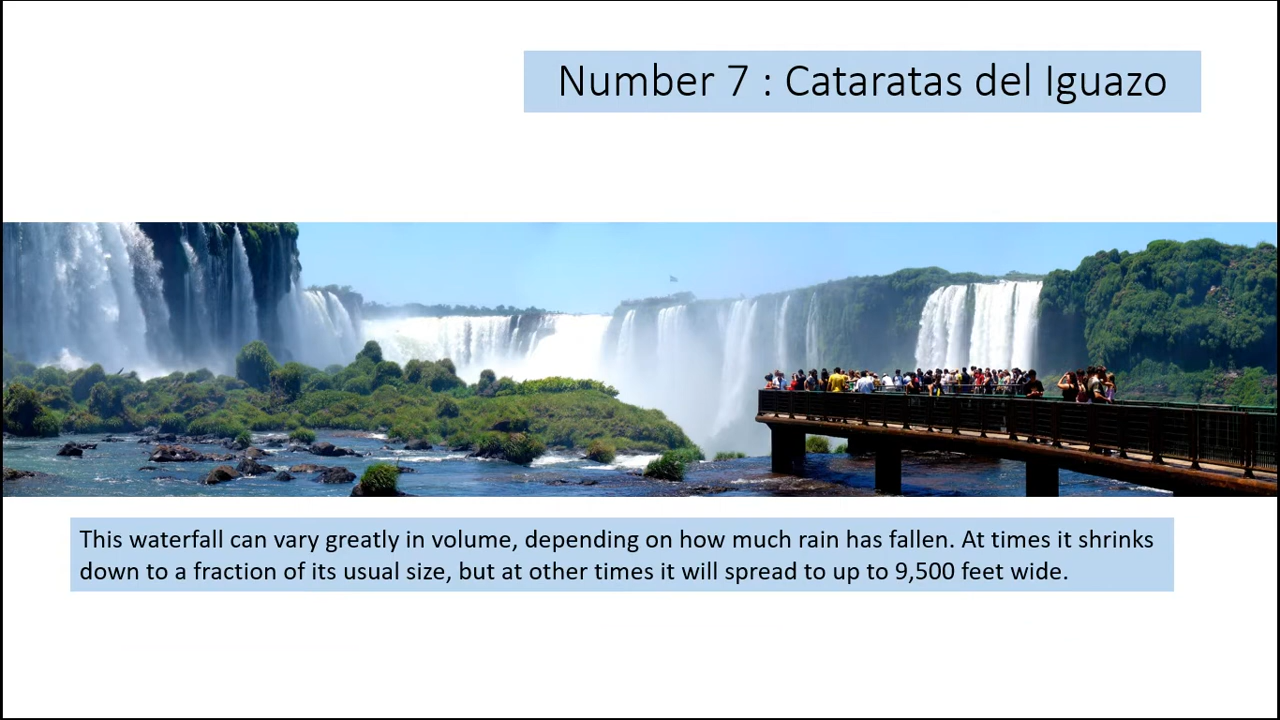 Number 7 : Cataratas del Iguazo
This waterfall can vary greatly in volume, depending on how much rain has fallen. At times it shrinks
down to a fraction of its usual size, but at other times it will spread to up to 9,500 feet wide.